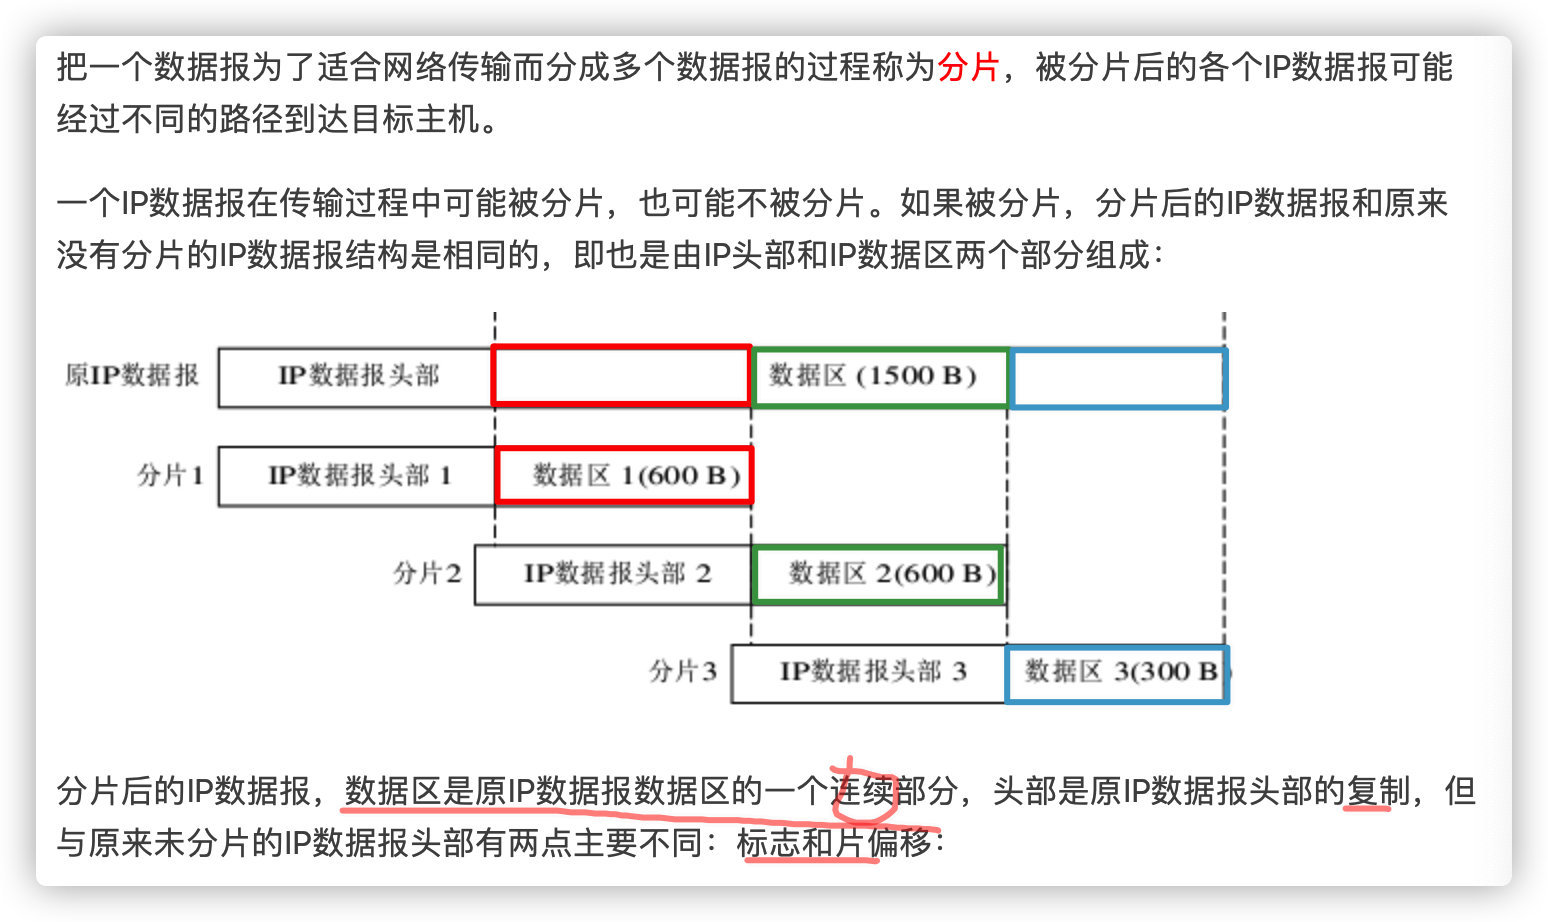 把一个数据报为了适合网络传输而分成多个数据报的过程称为分片，被分片后的各个IP数据报可能
经过不同的路径到达目标主机。
一个IP数据报在传输过程中可能被分片，也可能不被分片。如果被分片，分片后的IP数据报和原来
没有分片的IP数据报结构是相同的，即也是由IP头部和IP数据区两个部分组成：
原IP数据报 IP数据报头部 数据区 (1500 B)
分片1 IP数据报头部 1 数据区 1(600 B)
分片2 IP数据报头部 2 数据区 2(600 B)
分片3 IP数据报头部 3 数据区 3(300 B)
分片后的IP数据报，数据区是原IP数据报数据区的一个连续部分，头部是原IP数据报头部的复制，但
与原来未分片的IP数据报头部有两点主要不同：标志和片偏移：